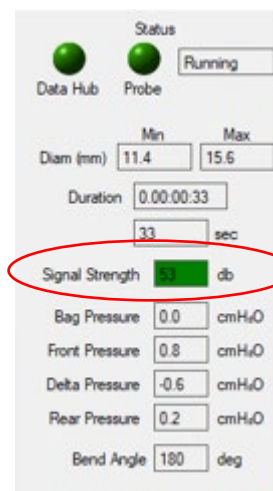 Status
Running
Data Hub Probe
Min Max
Diam (mm) 11.4 15.6
Duration 0.00:00:33
33 sec
Signal Strength 53 db
Bag Pressure 0.0 cmH₂O
Front Pressure 0.8 cmH₂O
Delta Pressure -0.6 cmH₂O
Rear Pressure 0.2 cmH₂O
Bend Angle 180 deg